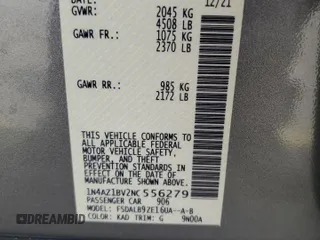 DATE: 12/21
GVWR: 2045 KG
4508 LB
GAWR FR.: 1075 KG
2370 LB
GAWR RR.: 985 KG
2172 LB
THIS VEHICLE CONFORMS TO
ALL APPLICABLE FEDERAL
MOTOR VEHICLE SAFETY,
BUMPER, AND THEFT
PREVENTION STANDARDS
IN EFFECT ON THE DATE OF
MANUFACTURE SHOWN ABOVE.
1N4AZ1BV2NC556279
PASSENGER CAR 906
MODEL: FSDALB9ZE16UA--A-B
COLOR: KAD TRIM: G 9N00A